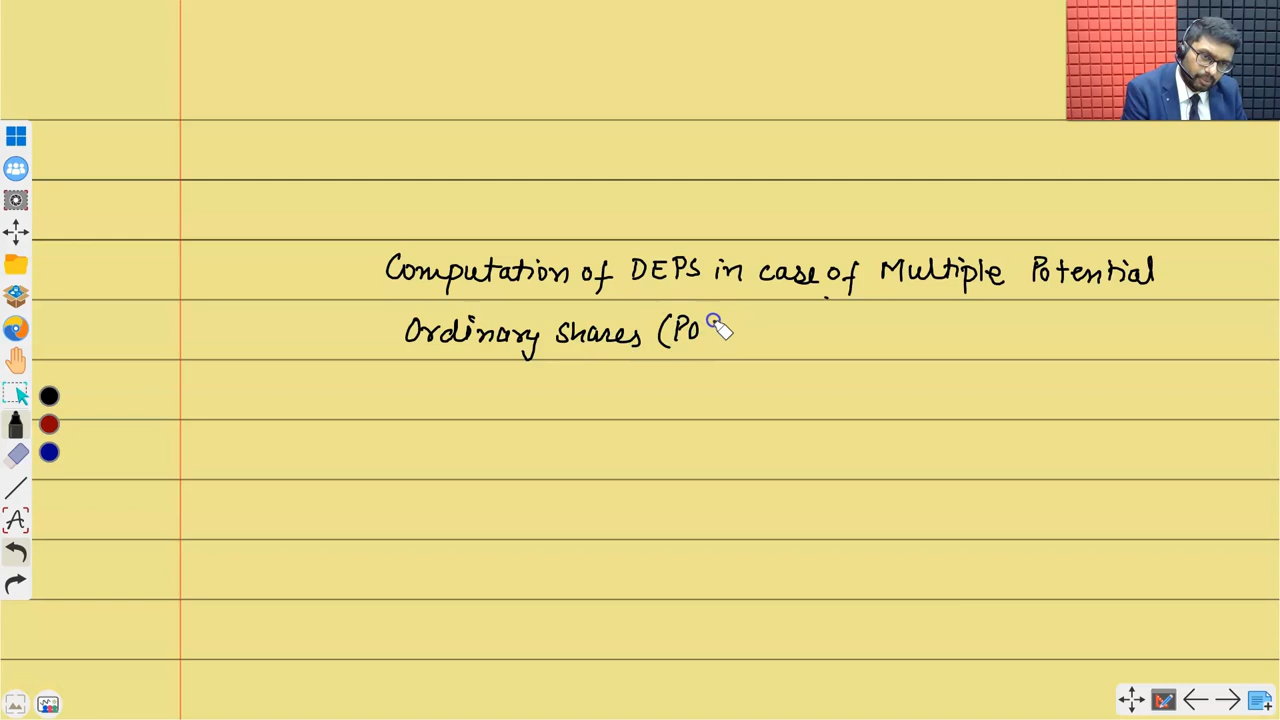 Computation of DEPS in case of Multiple Potential
Ordinary shares (PO